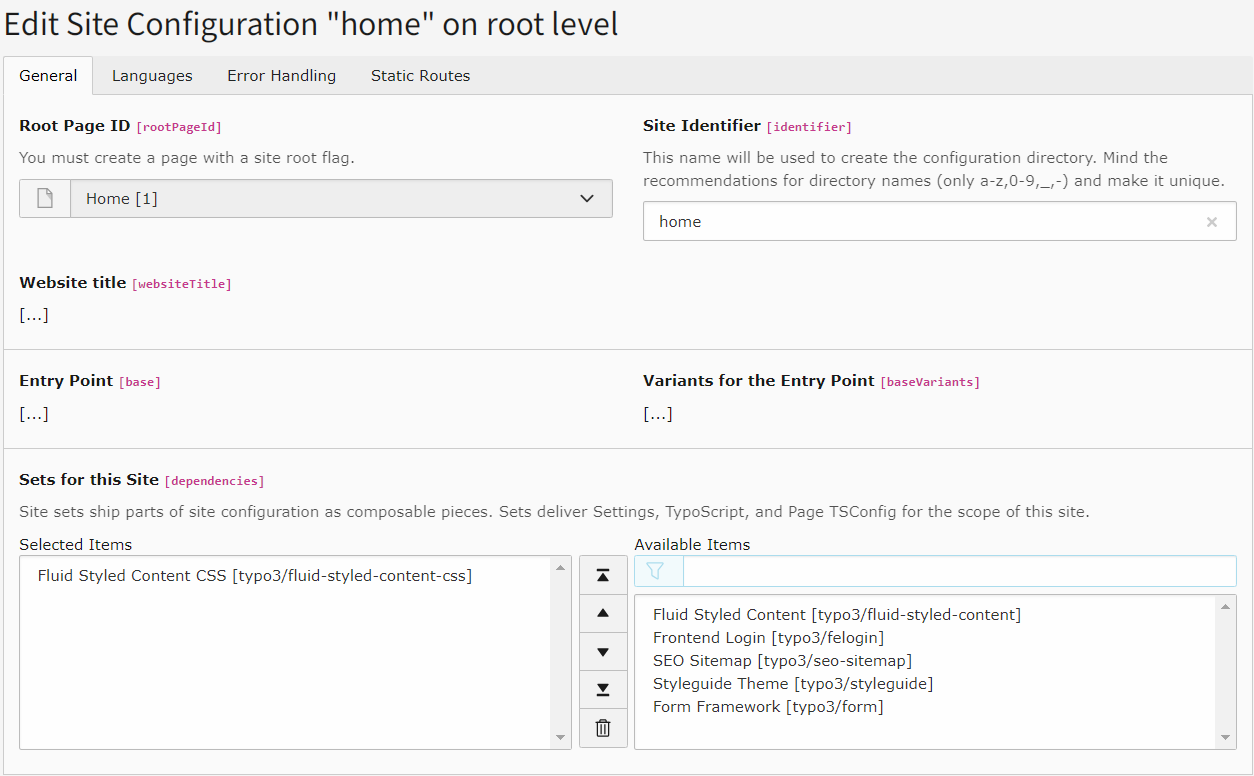 Edit Site Configuration "home" on root level
General Languages Error Handling Static Routes
Root Page ID [rootPageId]
You must create a page with a site root flag.
Home [1]
Site Identifier [identifier]
This name will be used to create the configuration directory. Mind the
recommendations for directory names (only a-z,0-9,_,-) and make it unique.
home
Website title [websiteTitle]
[...]
Entry Point [base]
[...]
Variants for the Entry Point [baseVariants]
[...]
Sets for this Site [dependencies]
Site sets ship parts of site configuration as composable pieces. Sets deliver Settings, TypoScript, and Page TSConfig for the scope of this site.
Selected Items
Fluid Styled Content CSS [typo3/fluid-styled-content-css]
Available Items
Fluid Styled Content [typo3/fluid-styled-content]
Frontend Login [typo3/felogin]
SEO Sitemap [typo3/seo-sitemap]
Styleguide Theme [typo3/styleguide]
Form Framework [typo3/form]